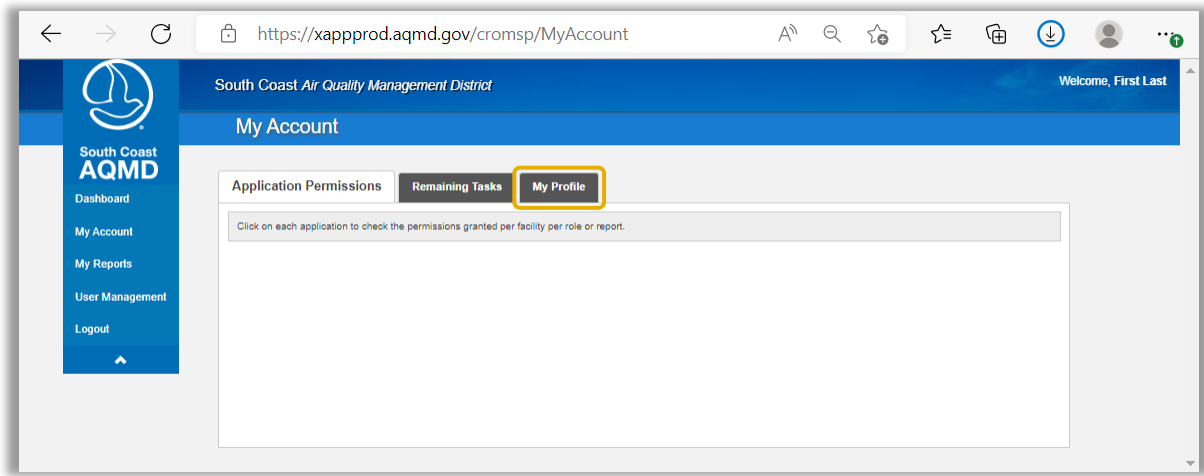 https://xappprod.aqmd.gov/cromsp/MyAccount
South Coast Air Quality Management District
Welcome, First Last
My Account
South Coast
AQMD
Dashboard
My Account
My Reports
User Management
Logout
Application Permissions
Remaining Tasks
My Profile
Click on each application to check the permissions granted per facility per role or report.